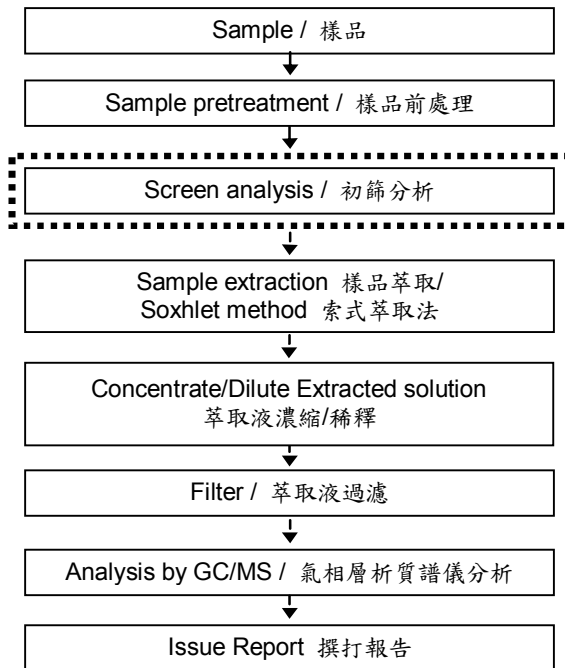 Sample / 樣品
Sample pretreatment / 樣品前處理
Screen analysis / 初篩分析
Sample extraction 樣品萃取/
Soxhlet method 索式萃取法
Concentrate/Dilute Extracted solution
萃取液濃縮/稀釋
Filter / 萃取液過濾
Analysis by GC/MS / 氣相層析質譜儀分析
Issue Report 撰打報告